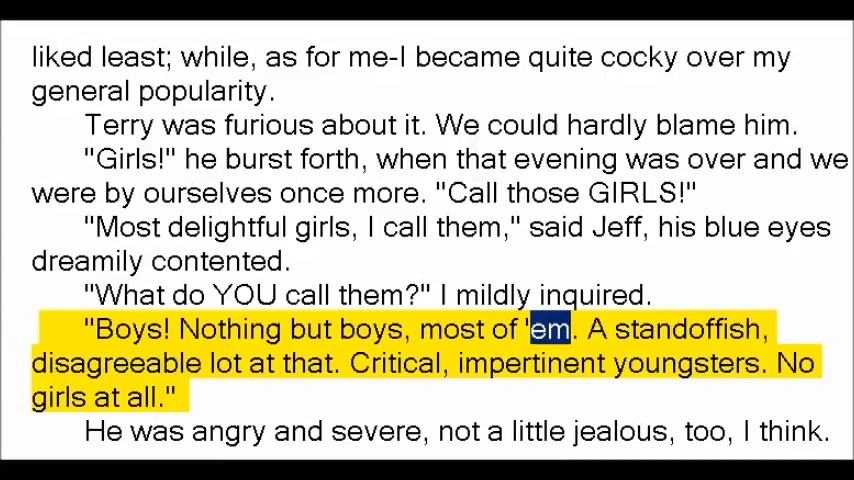 liked least; while, as for me-I became quite cocky over my
general popularity.
Terry was furious about it. We could hardly blame him.
"Girls!" he burst forth, when that evening was over and we
were by ourselves once more. "Call those GIRLS!"
"Most delightful girls, I call them," said Jeff, his blue eyes
dreamily contented.
"What do YOU call them?" I mildly inquired.
"Boys! Nothing but boys, most of 'em. A standoffish,
disagreeable lot at that. Critical, impertinent youngsters. No
girls at all."
He was angry and severe, not a little jealous, too, I think.